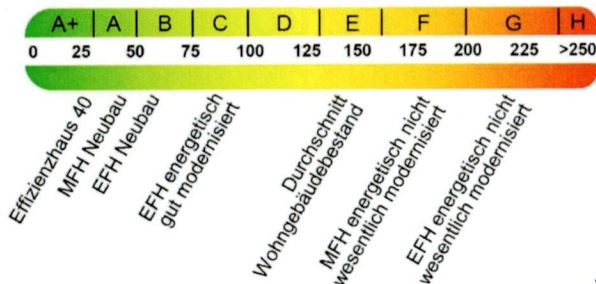 A+ A B C D E F G H
0 25 50 75 100 125 150 175 200 225 >250
Effizienzhaus 40
MFH Neubau
EFH Neubau
EFH energetisch
gut modernisiert
Durchschnitt
Wohngebäudebestand
MFH energetisch nicht
wesentlich modernisiert
EFH energetisch nicht
wesentlich modernisiert